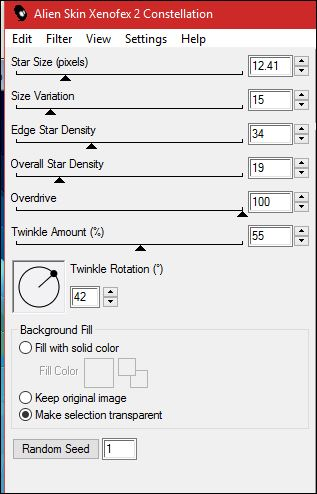 Alien Skin Xenofex 2 Constellation
Edit Filter View Settings Help
Star Size (pixels)
12.41
Size Variation
15
Edge Star Density
34
Overall Star Density
19
Overdrive
100
Twinkle Amount (%)
55
Twinkle Rotation (°)
42
Background Fill
Fill with solid color
Fill Color
Keep original image
Make selection transparent
Random Seed 1